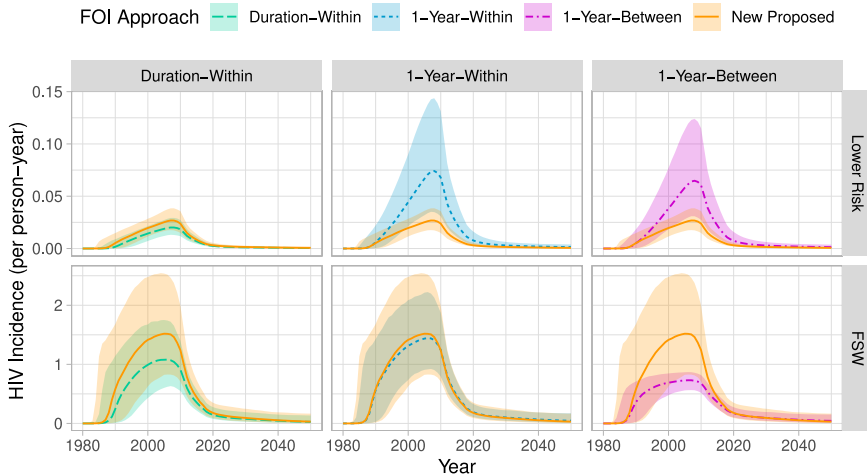 FOI Approach Duration−Within 1−Year−Within 1−Year−Between New Proposed
Duration−Within 1−Year−Within 1−Year−Between
HIV Incidence (per person−year)
0.15
0.10
0.05
0.00
Lower Risk
2
1
0
FSW
1980 2000 2020 2040 1980 2000 2020 2040 1980 2000 2020 2040
Year